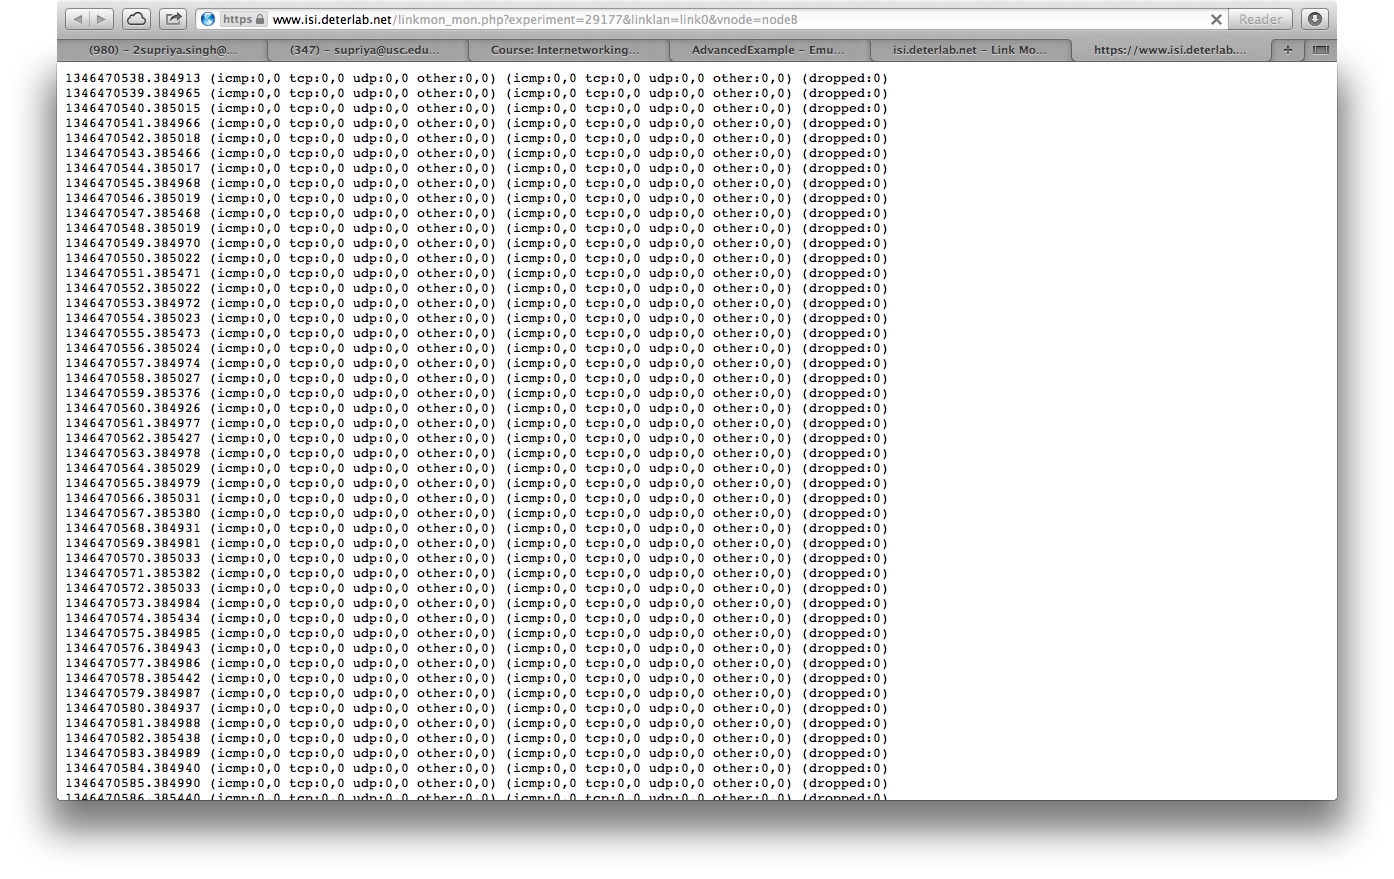 https www.isi.deterlab.net/linkmon_mon.php?experiment=29177&linklan=link0&vnode=nodeB Reader
(980) – 2supriya.singh@... (347) – supriya@usc.edu... Course: Internetworking... AdvancedExample – Emu... isi.deterlab.net – Link Mo... https://www.isi.deterlab.... +
1346470538.384913 (icmp:0,0 tcp:0,0 udp:0,0 other:0,0) (icmp:0,0 tcp:0,0 udp:0,0 other:0,0) (dropped:0)
1346470539.384965 (icmp:0,0 tcp:0,0 udp:0,0 other:0,0) (icmp:0,0 tcp:0,0 udp:0,0 other:0,0) (dropped:0)
1346470540.385015 (icmp:0,0 tcp:0,0 udp:0,0 other:0,0) (icmp:0,0 tcp:0,0 udp:0,0 other:0,0) (dropped:0)
1346470541.384966 (icmp:0,0 tcp:0,0 udp:0,0 other:0,0) (icmp:0,0 tcp:0,0 udp:0,0 other:0,0) (dropped:0)
1346470542.385018 (icmp:0,0 tcp:0,0 udp:0,0 other:0,0) (icmp:0,0 tcp:0,0 udp:0,0 other:0,0) (dropped:0)
1346470543.385466 (icmp:0,0 tcp:0,0 udp:0,0 other:0,0) (icmp:0,0 tcp:0,0 udp:0,0 other:0,0) (dropped:0)
1346470544.385017 (icmp:0,0 tcp:0,0 udp:0,0 other:0,0) (icmp:0,0 tcp:0,0 udp:0,0 other:0,0) (dropped:0)
1346470545.384968 (icmp:0,0 tcp:0,0 udp:0,0 other:0,0) (icmp:0,0 tcp:0,0 udp:0,0 other:0,0) (dropped:0)
1346470546.385019 (icmp:0,0 tcp:0,0 udp:0,0 other:0,0) (icmp:0,0 tcp:0,0 udp:0,0 other:0,0) (dropped:0)
1346470547.385468 (icmp:0,0 tcp:0,0 udp:0,0 other:0,0) (icmp:0,0 tcp:0,0 udp:0,0 other:0,0) (dropped:0)
1346470548.385019 (icmp:0,0 tcp:0,0 udp:0,0 other:0,0) (icmp:0,0 tcp:0,0 udp:0,0 other:0,0) (dropped:0)
1346470549.384970 (icmp:0,0 tcp:0,0 udp:0,0 other:0,0) (icmp:0,0 tcp:0,0 udp:0,0 other:0,0) (dropped:0)
1346470550.385022 (icmp:0,0 tcp:0,0 udp:0,0 other:0,0) (icmp:0,0 tcp:0,0 udp:0,0 other:0,0) (dropped:0)
1346470551.385471 (icmp:0,0 tcp:0,0 udp:0,0 other:0,0) (icmp:0,0 tcp:0,0 udp:0,0 other:0,0) (dropped:0)
1346470552.385022 (icmp:0,0 tcp:0,0 udp:0,0 other:0,0) (icmp:0,0 tcp:0,0 udp:0,0 other:0,0) (dropped:0)
1346470553.384972 (icmp:0,0 tcp:0,0 udp:0,0 other:0,0) (icmp:0,0 tcp:0,0 udp:0,0 other:0,0) (dropped:0)
1346470554.385023 (icmp:0,0 tcp:0,0 udp:0,0 other:0,0) (icmp:0,0 tcp:0,0 udp:0,0 other:0,0) (dropped:0)
1346470555.385473 (icmp:0,0 tcp:0,0 udp:0,0 other:0,0) (icmp:0,0 tcp:0,0 udp:0,0 other:0,0) (dropped:0)
1346470556.385024 (icmp:0,0 tcp:0,0 udp:0,0 other:0,0) (icmp:0,0 tcp:0,0 udp:0,0 other:0,0) (dropped:0)
1346470557.384974 (icmp:0,0 tcp:0,0 udp:0,0 other:0,0) (icmp:0,0 tcp:0,0 udp:0,0 other:0,0) (dropped:0)
1346470558.385027 (icmp:0,0 tcp:0,0 udp:0,0 other:0,0) (icmp:0,0 tcp:0,0 udp:0,0 other:0,0) (dropped:0)
1346470559.385376 (icmp:0,0 tcp:0,0 udp:0,0 other:0,0) (icmp:0,0 tcp:0,0 udp:0,0 other:0,0) (dropped:0)
1346470560.384926 (icmp:0,0 tcp:0,0 udp:0,0 other:0,0) (icmp:0,0 tcp:0,0 udp:0,0 other:0,0) (dropped:0)
1346470561.384977 (icmp:0,0 tcp:0,0 udp:0,0 other:0,0) (icmp:0,0 tcp:0,0 udp:0,0 other:0,0) (dropped:0)
1346470562.385427 (icmp:0,0 tcp:0,0 udp:0,0 other:0,0) (icmp:0,0 tcp:0,0 udp:0,0 other:0,0) (dropped:0)
1346470563.384978 (icmp:0,0 tcp:0,0 udp:0,0 other:0,0) (icmp:0,0 tcp:0,0 udp:0,0 other:0,0) (dropped:0)
1346470564.385029 (icmp:0,0 tcp:0,0 udp:0,0 other:0,0) (icmp:0,0 tcp:0,0 udp:0,0 other:0,0) (dropped:0)
1346470565.384979 (icmp:0,0 tcp:0,0 udp:0,0 other:0,0) (icmp:0,0 tcp:0,0 udp:0,0 other:0,0) (dropped:0)
1346470566.385031 (icmp:0,0 tcp:0,0 udp:0,0 other:0,0) (icmp:0,0 tcp:0,0 udp:0,0 other:0,0) (dropped:0)
1346470567.385380 (icmp:0,0 tcp:0,0 udp:0,0 other:0,0) (icmp:0,0 tcp:0,0 udp:0,0 other:0,0) (dropped:0)
1346470568.384931 (icmp:0,0 tcp:0,0 udp:0,0 other:0,0) (icmp:0,0 tcp:0,0 udp:0,0 other:0,0) (dropped:0)
1346470569.384981 (icmp:0,0 tcp:0,0 udp:0,0 other:0,0) (icmp:0,0 tcp:0,0 udp:0,0 other:0,0) (dropped:0)
1346470570.385033 (icmp:0,0 tcp:0,0 udp:0,0 other:0,0) (icmp:0,0 tcp:0,0 udp:0,0 other:0,0) (dropped:0)
1346470571.385382 (icmp:0,0 tcp:0,0 udp:0,0 other:0,0) (icmp:0,0 tcp:0,0 udp:0,0 other:0,0) (dropped:0)
1346470572.385033 (icmp:0,0 tcp:0,0 udp:0,0 other:0,0) (icmp:0,0 tcp:0,0 udp:0,0 other:0,0) (dropped:0)
1346470573.384984 (icmp:0,0 tcp:0,0 udp:0,0 other:0,0) (icmp:0,0 tcp:0,0 udp:0,0 other:0,0) (dropped:0)
1346470574.385434 (icmp:0,0 tcp:0,0 udp:0,0 other:0,0) (icmp:0,0 tcp:0,0 udp:0,0 other:0,0) (dropped:0)
1346470575.384985 (icmp:0,0 tcp:0,0 udp:0,0 other:0,0) (icmp:0,0 tcp:0,0 udp:0,0 other:0,0) (dropped:0)
1346470576.384943 (icmp:0,0 tcp:0,0 udp:0,0 other:0,0) (icmp:0,0 tcp:0,0 udp:0,0 other:0,0) (dropped:0)
1346470577.384986 (icmp:0,0 tcp:0,0 udp:0,0 other:0,0) (icmp:0,0 tcp:0,0 udp:0,0 other:0,0) (dropped:0)
1346470578.385442 (icmp:0,0 tcp:0,0 udp:0,0 other:0,0) (icmp:0,0 tcp:0,0 udp:0,0 other:0,0) (dropped:0)
1346470579.384987 (icmp:0,0 tcp:0,0 udp:0,0 other:0,0) (icmp:0,0 tcp:0,0 udp:0,0 other:0,0) (dropped:0)
1346470580.384937 (icmp:0,0 tcp:0,0 udp:0,0 other:0,0) (icmp:0,0 tcp:0,0 udp:0,0 other:0,0) (dropped:0)
1346470581.384988 (icmp:0,0 tcp:0,0 udp:0,0 other:0,0) (icmp:0,0 tcp:0,0 udp:0,0 other:0,0) (dropped:0)
1346470582.385438 (icmp:0,0 tcp:0,0 udp:0,0 other:0,0) (icmp:0,0 tcp:0,0 udp:0,0 other:0,0) (dropped:0)
1346470583.384989 (icmp:0,0 tcp:0,0 udp:0,0 other:0,0) (icmp:0,0 tcp:0,0 udp:0,0 other:0,0) (dropped:0)
1346470584.384940 (icmp:0,0 tcp:0,0 udp:0,0 other:0,0) (icmp:0,0 tcp:0,0 udp:0,0 other:0,0) (dropped:0)
1346470585.384990 (icmp:0,0 tcp:0,0 udp:0,0 other:0,0) (icmp:0,0 tcp:0,0 udp:0,0 other:0,0) (dropped:0)
1346470586.385440 (icmp:0,0 tcp:0,0 udp:0,0 other:0,0) (icmp:0,0 tcp:0,0 udp:0,0 other:0,0) (dropped:0)